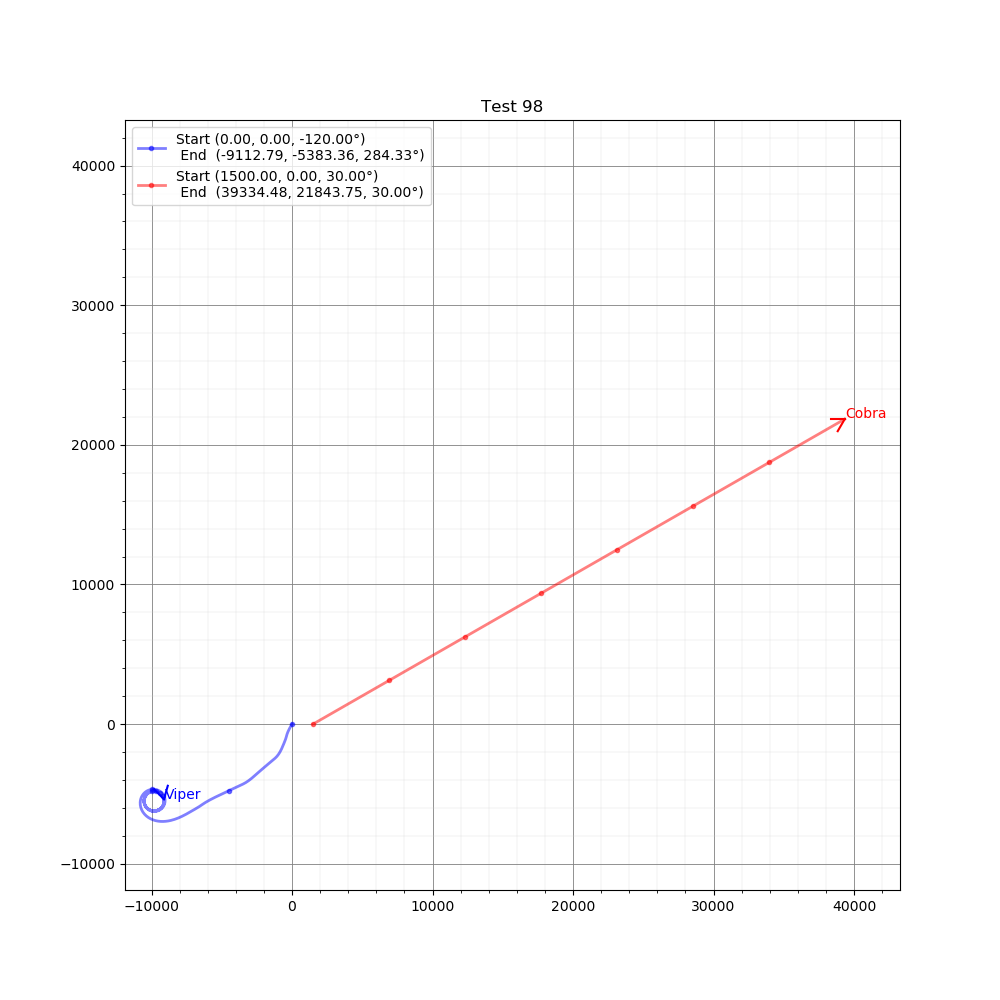 Test 98
Start (0.00, 0.00, -120.00°)
End (-9112.79, -5383.36, 284.33°)
Start (1500.00, 0.00, 30.00°)
End (39334.48, 21843.75, 30.00°)
40000
30000
20000
10000
0
−10000
Cobra
Viper
−10000 0 10000 20000 30000 40000